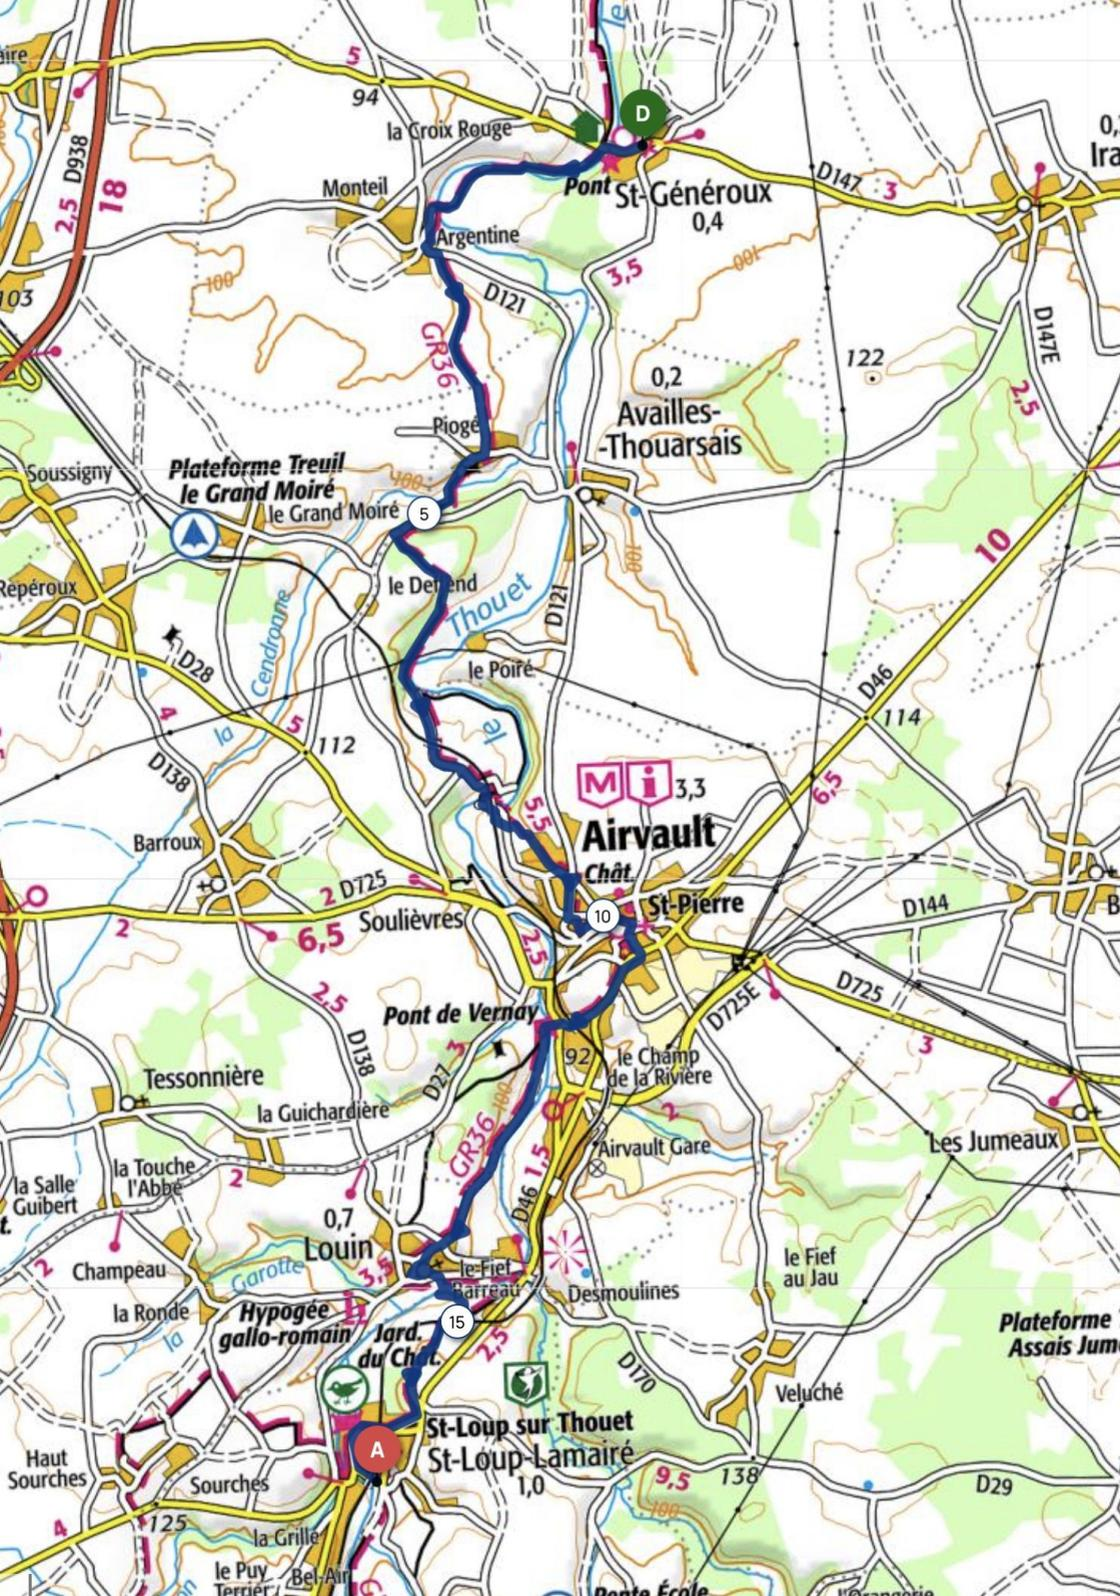 le
5
94
D
la Croix Rouge
D938
2,5
18
Monteil
Pont
St-Généroux
0,4
D147
3
Argentine
103
100
3,5
100
D121
GR36
D147E
122
2,5
0,2
Availles-
-Thouarsais
Piogé
Soussigny
Plateforme Treuil
le Grand Moiré
100
le Grand Moiré
5
10
100
Repéroux
Thouet
D121
Cendronne
le Poiré
D28
D46
4
la
5
112
le
114
D138
M
i
3,3
6,5
5,5
Airvault
Barroux
Chât.
2
D725
10
St-Pierre
D144
Soulièvres
2
6,5
2,5
D725
2,5
Pont de Vernay
D725E
3
92
D138
3
le Champ
de la Rivière
D27
Tessonnière
100
2
la Guichardière
GR36
Airvault Gare
Les Jumeaux
1,5
la Touche
l'Abbé
2
la Salle
Guibert
D46
0,7
Louin
le Fief
au Jau
2
Champeau
Garotte
3,5
le Fief
Barreau
Desmoulines
la Ronde
Hypogée
gallo-romain
la
15
Plateforme
Assais Jum
Jard.
du Chât.
2,5
D170
Veluché
A
St-Loup sur Thouet
St-Loup-Lamairé
1,0
Haut
Sourches
Sourches
9,5
138
D29
100
4
125
la Grille
le Puy
Terrier
Bel-Air
Pente École
l'Orangerie